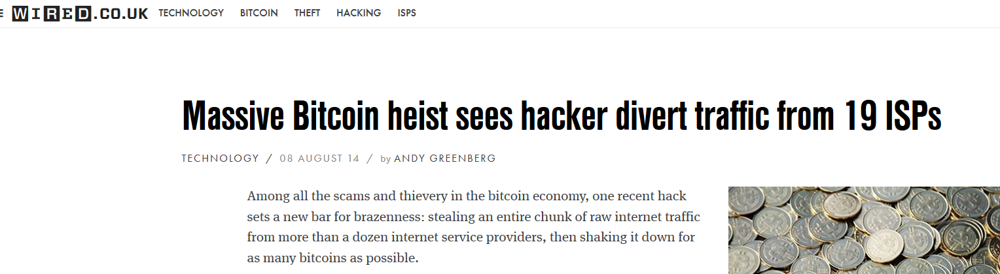 WIRED.CO.UK TECHNOLOGY BITCOIN THEFT HACKING ISPS
Massive Bitcoin heist sees hacker divert traffic from 19 ISPs
TECHNOLOGY / 08 AUGUST 14 / by ANDY GREENBERG
Among all the scams and thievery in the bitcoin economy, one recent hack
sets a new bar for brazenness: stealing an entire chunk of raw internet traffic
from more than a dozen internet service providers, then shaking it down for
as many bitcoins as possible.